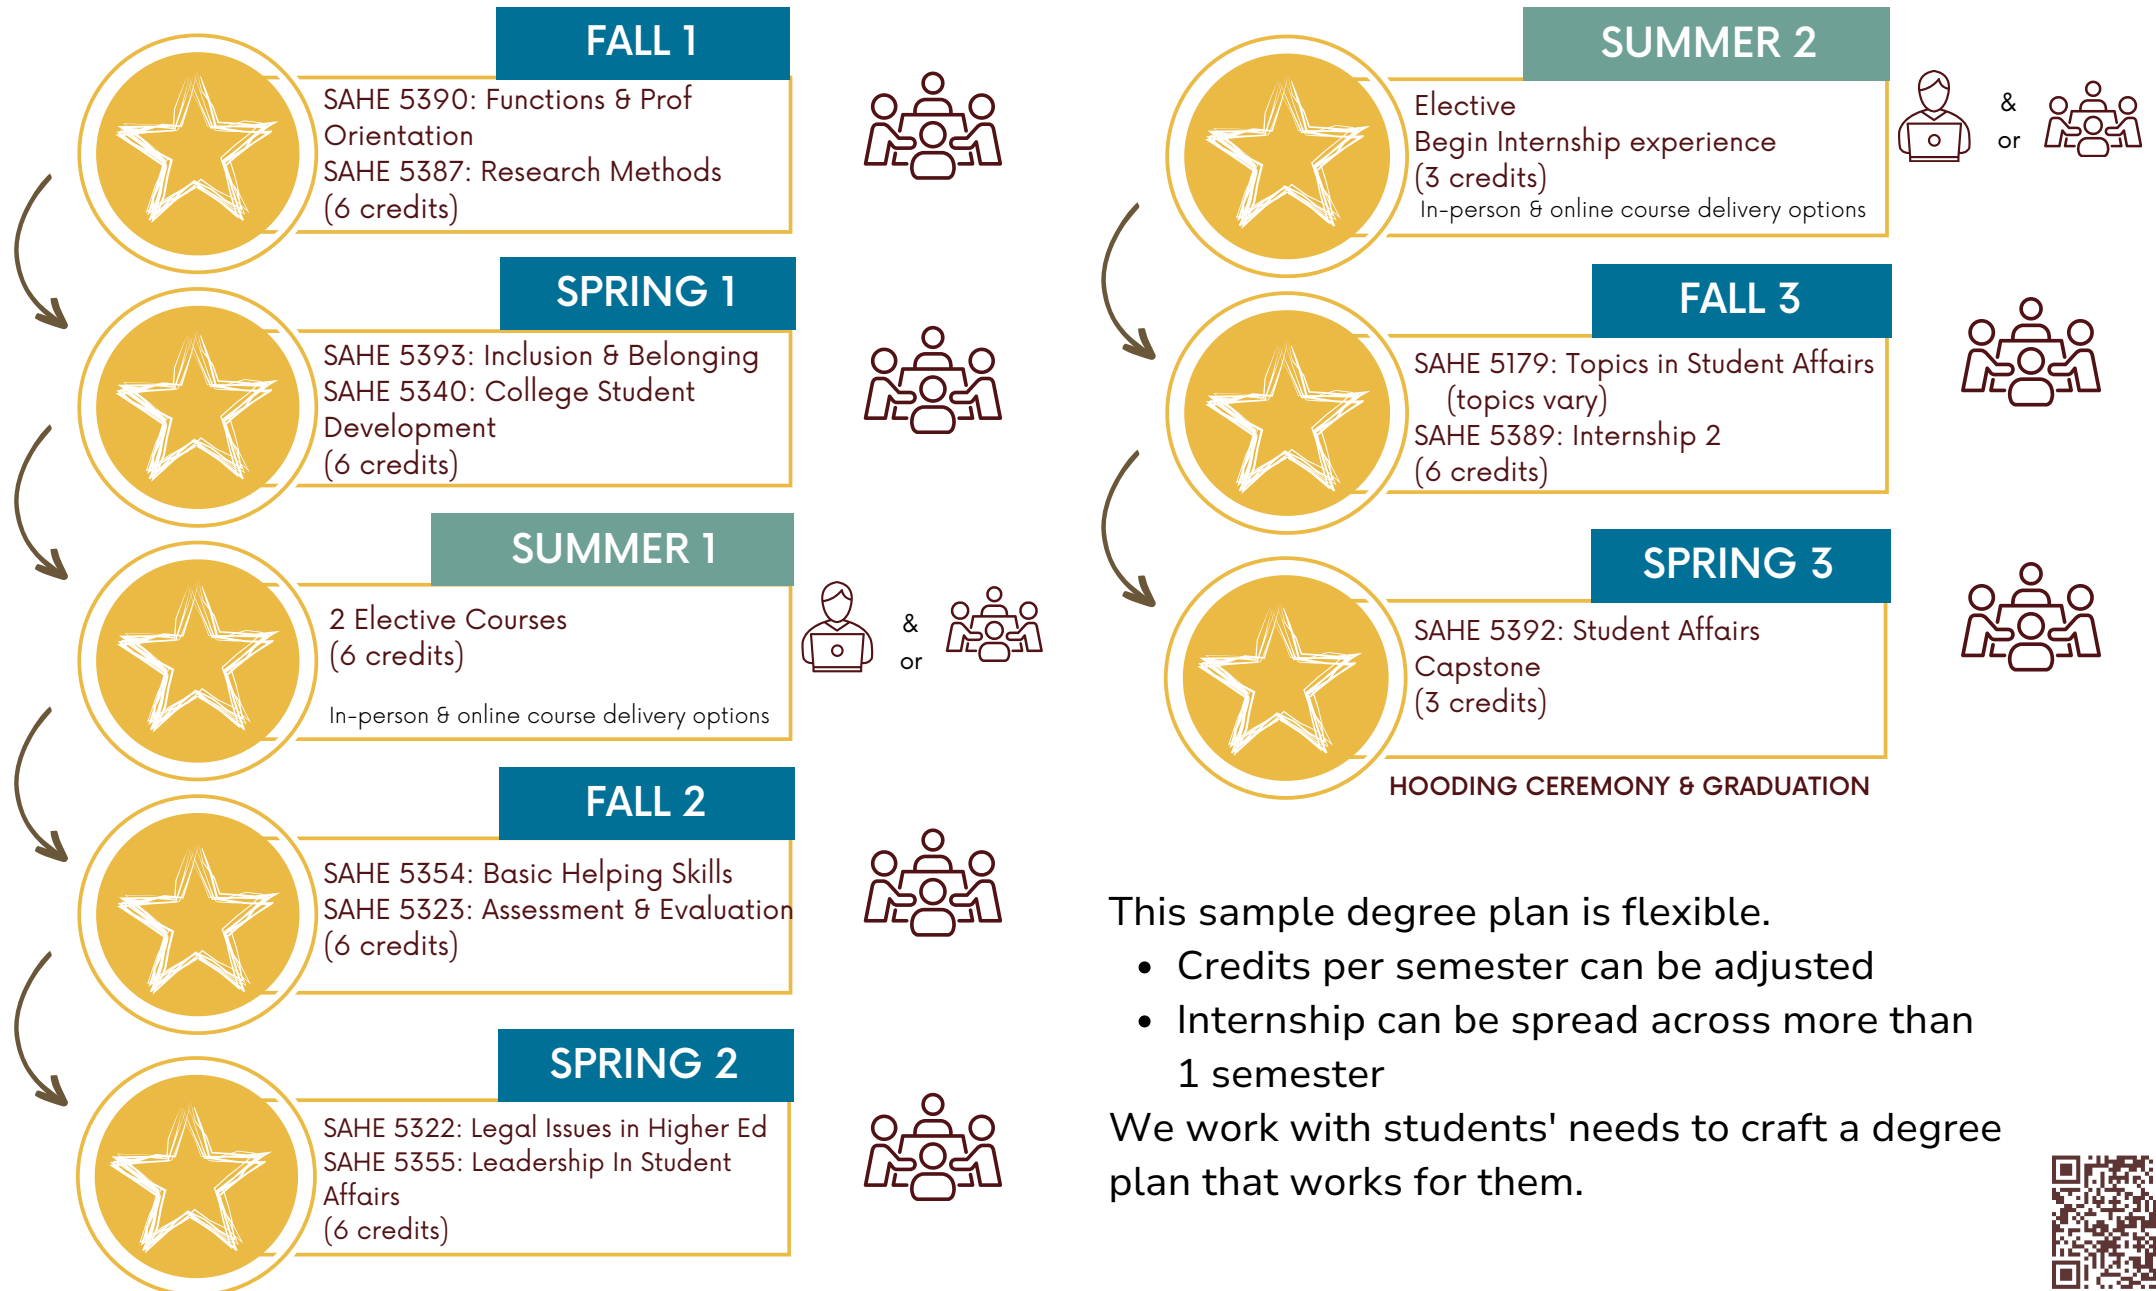 FALL 1
SAHE 5390: Functions & Prof
Orientation
SAHE 5387: Research Methods
(6 credits)
SPRING 1
SAHE 5393: Inclusion & Belonging
SAHE 5340: College Student
Development
(6 credits)
SUMMER 1
2 Elective Courses
(6 credits)
In-person & online course delivery options
&
or
FALL 2
SAHE 5354: Basic Helping Skills
SAHE 5323: Assessment & Evaluation
(6 credits)
SPRING 2
SAHE 5322: Legal Issues in Higher Ed
SAHE 5355: Leadership In Student
Affairs
(6 credits)
SUMMER 2
Elective
Begin Internship experience
(3 credits)
In-person & online course delivery options
&
or
FALL 3
SAHE 5179: Topics in Student Affairs
(topics vary)
SAHE 5389: Internship 2
(6 credits)
SPRING 3
SAHE 5392: Student Affairs
Capstone
(3 credits)
HOODING CEREMONY & GRADUATION
This sample degree plan is flexible.
• Credits per semester can be adjusted
• Internship can be spread across more than
1 semester
We work with students' needs to craft a degree
plan that works for them.